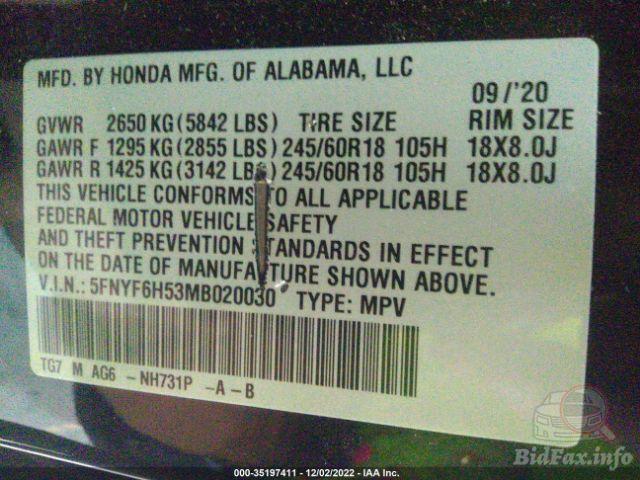 MFD. BY HONDA MFG. OF ALABAMA, LLC
09/'20
GVWR 2650 KG (5842 LBS) TIRE SIZE RIM SIZE
GAWR F 1295 KG (2855 LBS) 245/60R18 105H 18X8.0J
GAWR R 1425 KG (3142 LBS) 245/60R18 105H 18X8.0J
THIS VEHICLE CONFORMS TO ALL APPLICABLE
FEDERAL MOTOR VEHICLE SAFETY
AND THEFT PREVENTION STANDARDS IN EFFECT
ON THE DATE OF MANUFACTURE SHOWN ABOVE.
V.I.N.: 5FNYF6H53MB020030 TYPE: MPV
TG7 M AG6 -NH731P -A-B
BidFax.info
000-35197411 - 12/02/2022 - IAA Inc.